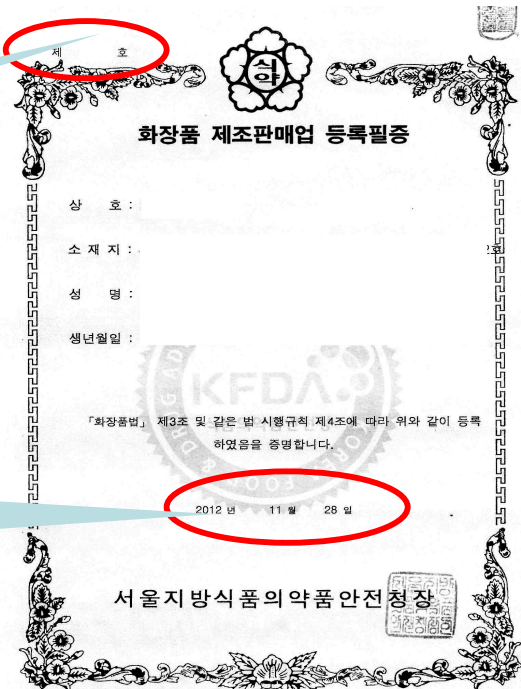 제 호
식약
화장품 제조판매업 등록필증
상 호 :
소 재 지 :
호
성 명 :
생년월일 :
KFDA
「화장품법」 제3조 및 같은 법 시행규칙 제4조에 따라 위와 같이 등록
하였음을 증명합니다.
2012 년 11 월 28 일
서울지방식품의약품안전청장